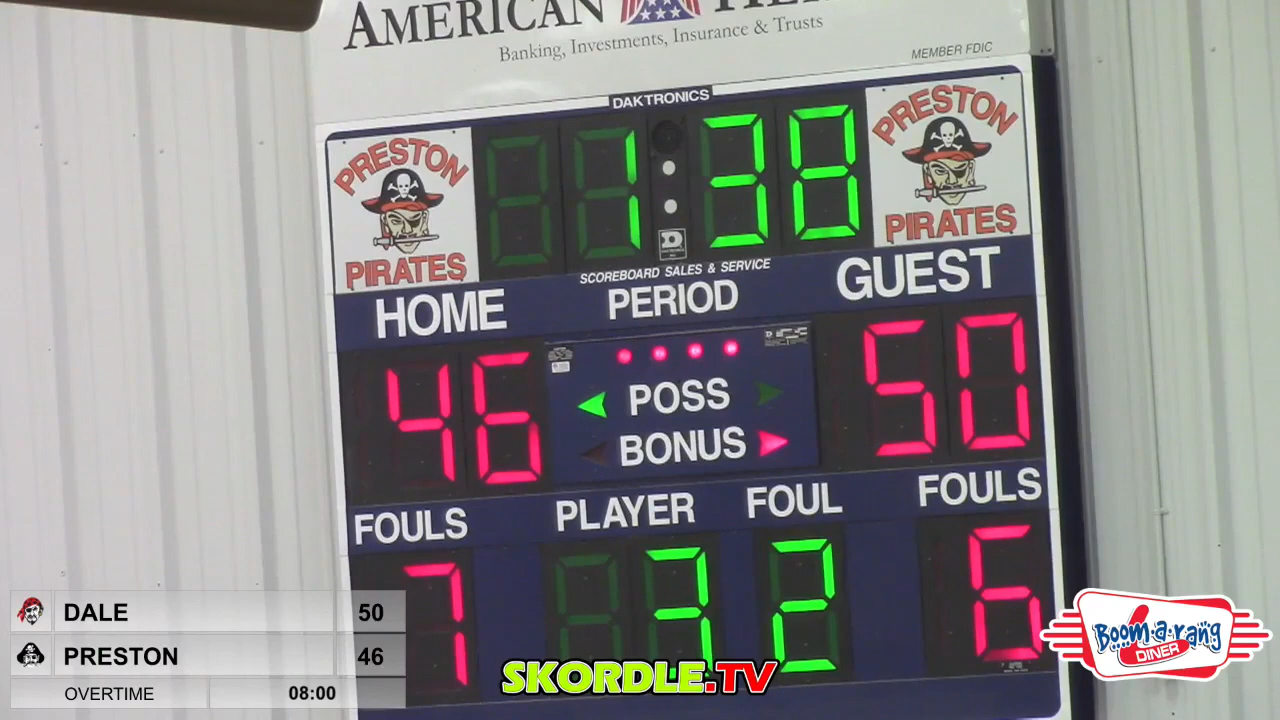 AMERICAN
Banking, Investments, Insurance & Trusts
MEMBER FDIC
DAKTRONICS
PRESTON PIRATES
1:38
PRESTON PIRATES
SCOREBOARD SALES & SERVICE
HOME
PERIOD
GUEST
46
50
POSS
BONUS
FOULS
PLAYER
FOUL
FOULS
7
3
2
6
DALE 50
PRESTON 46
OVERTIME 08:00
SKORDLE.TV
Boom-a-rang
DINER